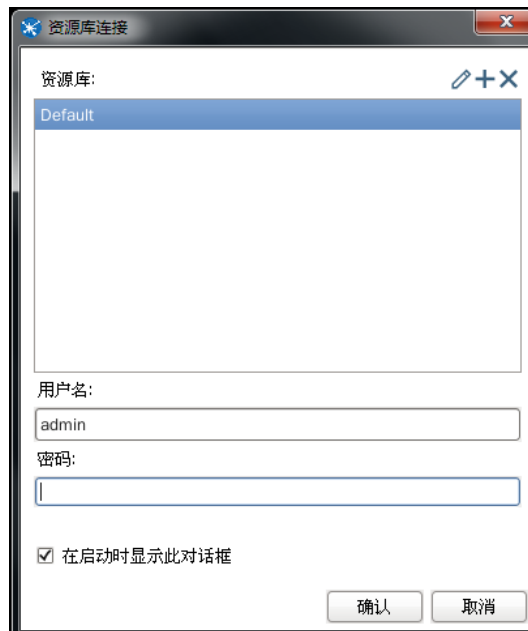 资源库连接
资源库:
Default
用户名:
admin
密码:
在启动时显示此对话框
确认
取消